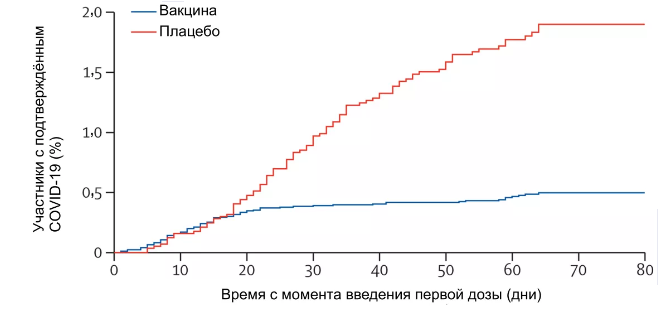 Вакцина
Плацебо
Участники с подтверждённым
COVID-19 (%)
2,0
1,5
1,0
0,5
0
0 10 20 30 40 50 60 70 80
Время с момента введения первой дозы (дни)